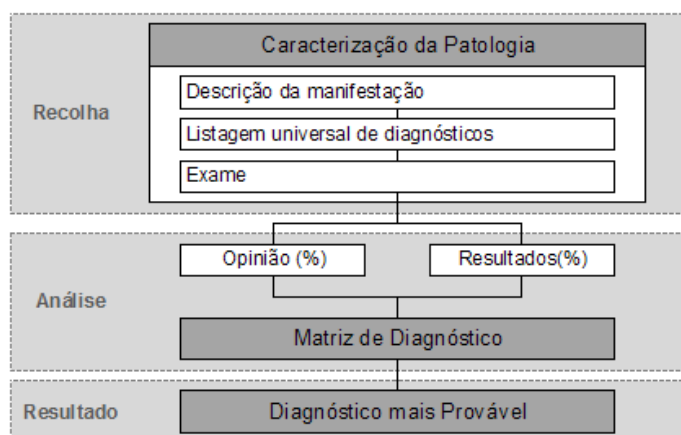 Caracterização da Patologia
Recolha
Descrição da manifestação
Listagem universal de diagnósticos
Exame
Opinião (%)
Resultados(%)
Análise
Matriz de Diagnóstico
Resultado
Diagnóstico mais Provável